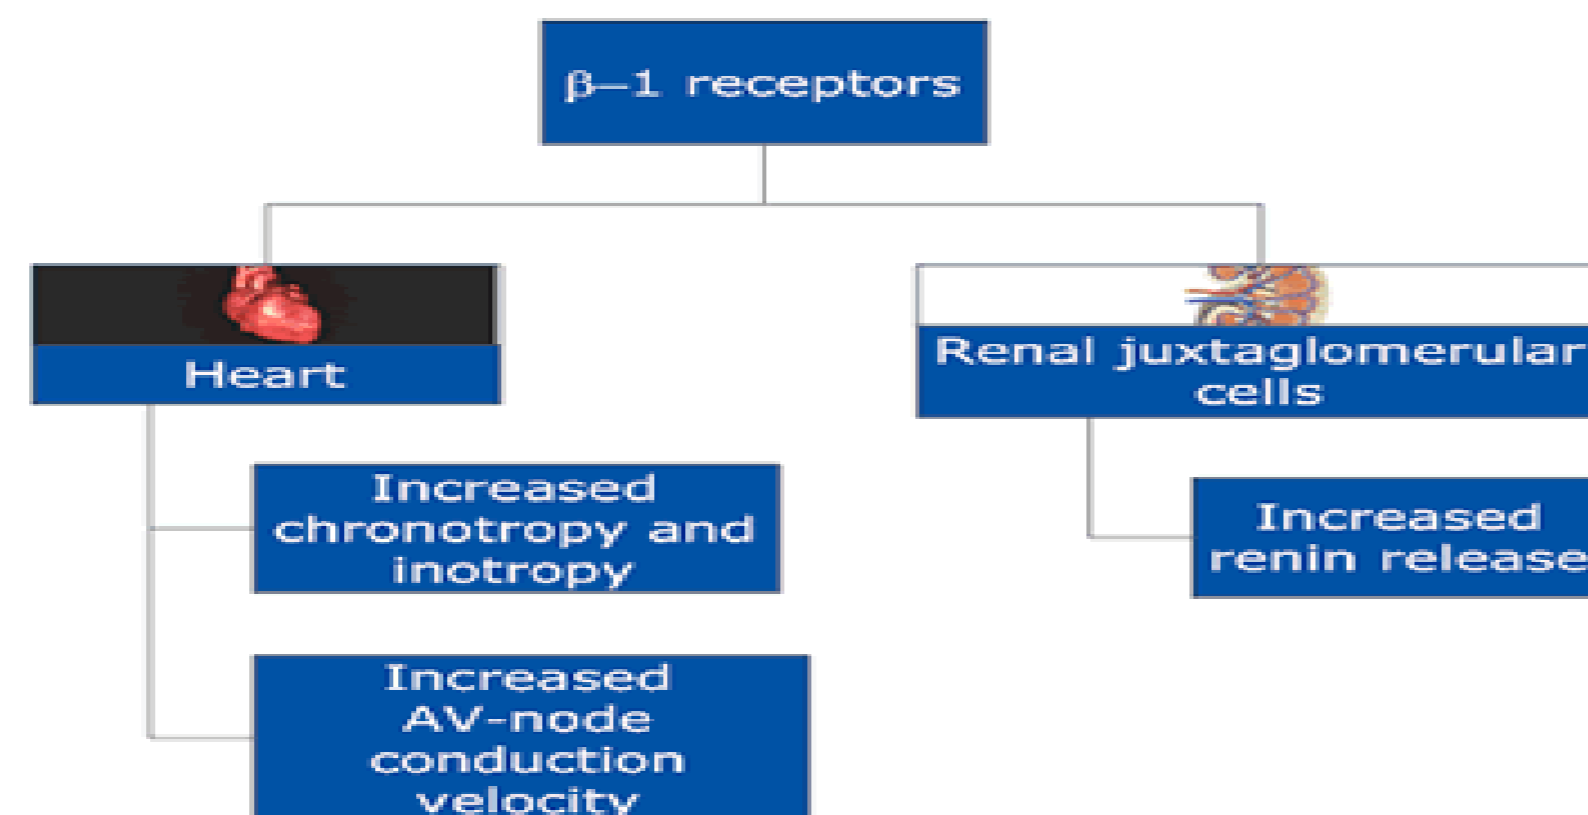 β–1 receptors
Heart
Renal juxtaglomerular
cells
Increased
chronotropy and
inotropy
Increased
renin release
Increased
AV-node
conduction
velocity